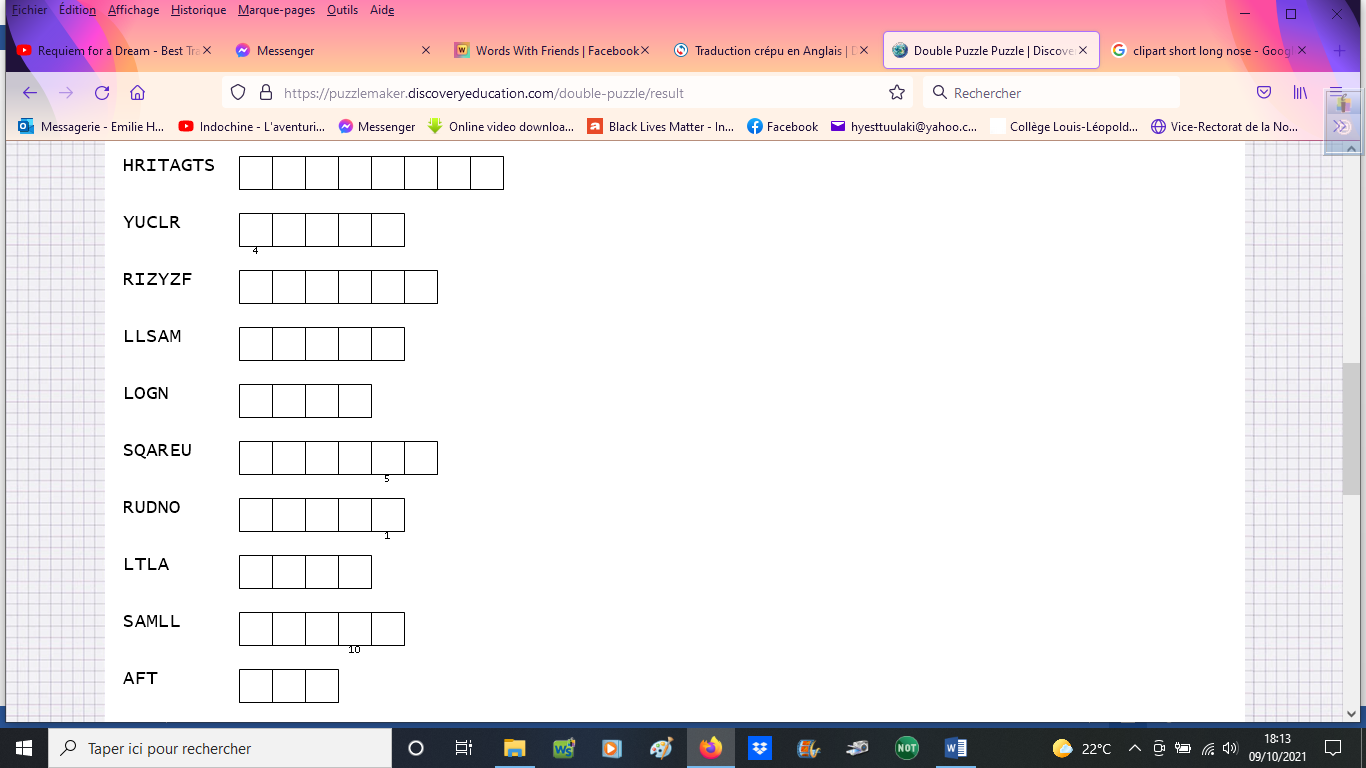 Fichier Édition Affichage Historique Marque-pages Outils Aide
Requiem for a Dream - Best Tra Messenger Words With Friends | Facebook Traduction crépu en Anglais | D Double Puzzle Puzzle | Discove clipart short long nose - Goog
https://puzzlemaker.discoveryeducation.com/double-puzzle/result Rechercher
Messagerie - Emilie H... Indochine - L'aventuri... Messenger Online video downloa... Black Lives Matter - In... Facebook hyesttuulaki@yahoo.c... Collège Louis-Léopold... Vice-Rectorat de la No...
HRITAGTS
YUCLR
4
RIZYZF
LLSAM
LOGN
SQAREU
5
RUDNO
1
LTLA
SAMLL
10
AFT
Taper ici pour rechercher NOT 22°C 18:13
09/10/2021